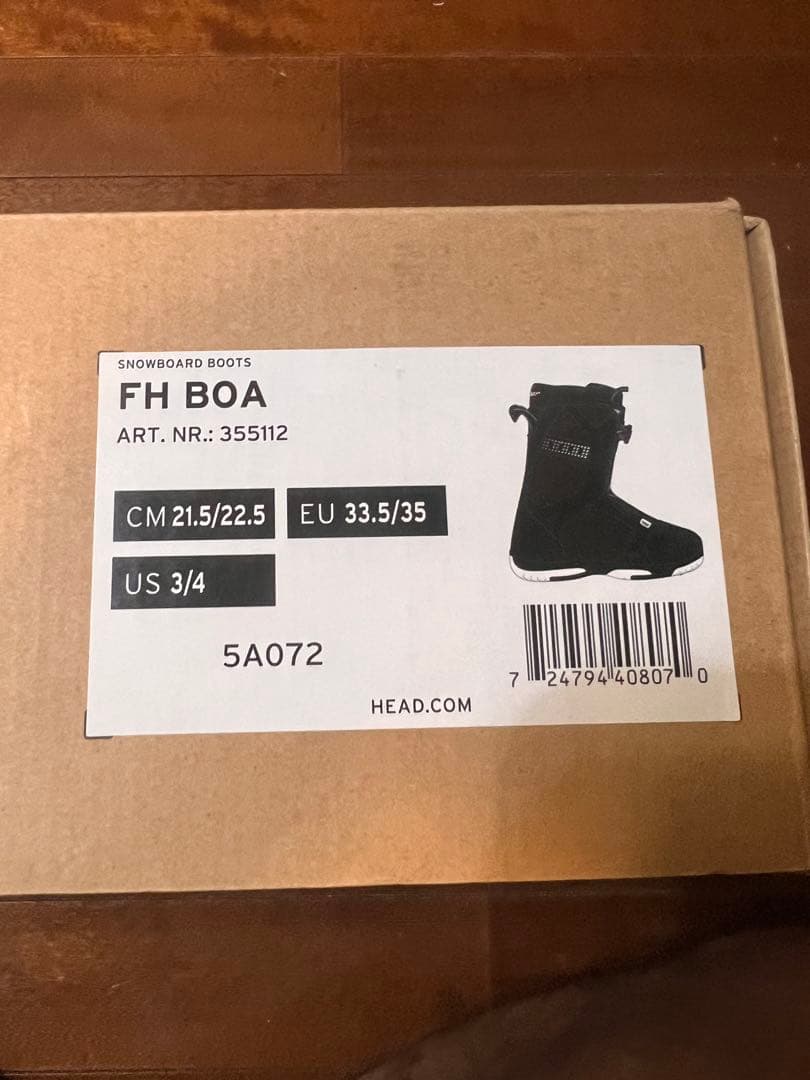 SNOWBOARD BOOTS
FH BOA
ART. NR.: 355112
CM 21.5/22.5 EU 33.5/35
US 3/4
5A072
7 24794 40807 0
HEAD.COM